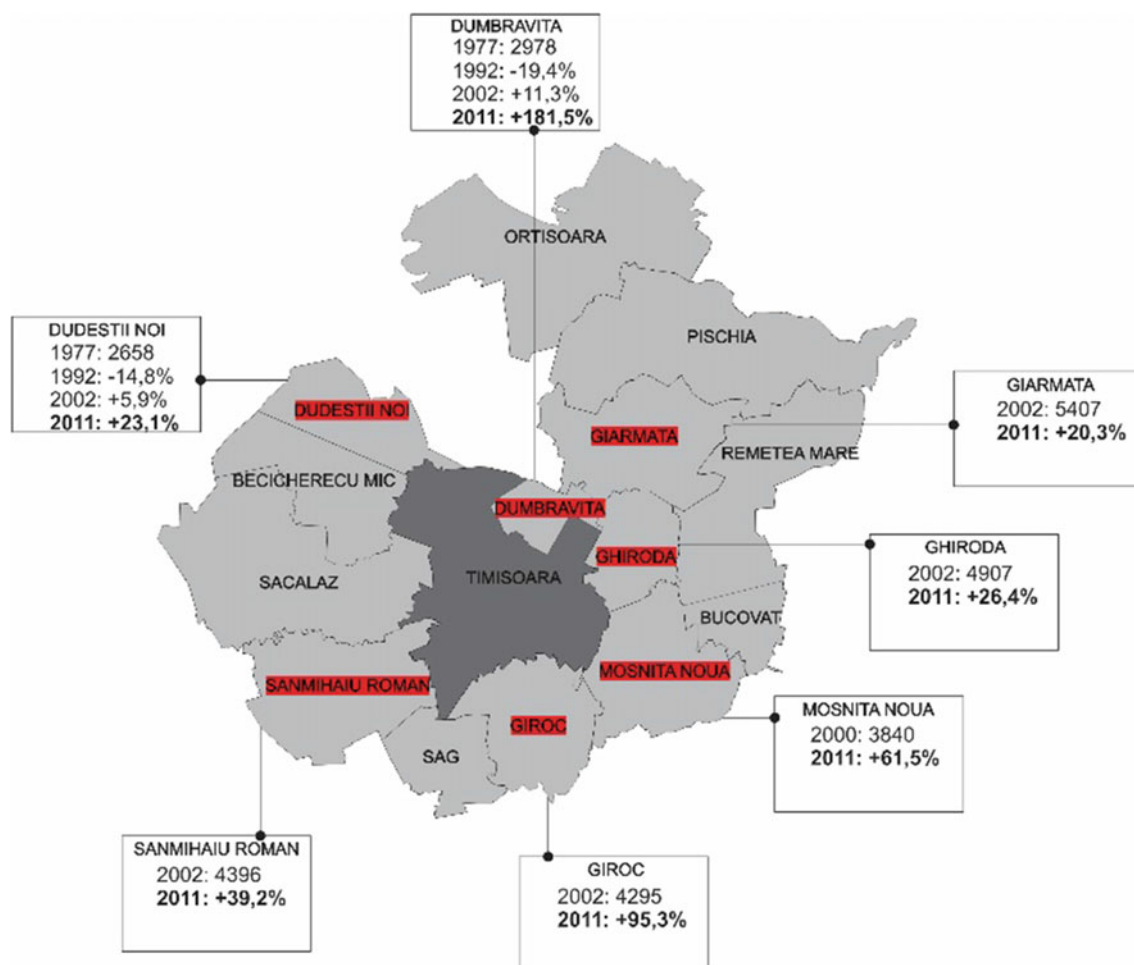 DUMBRAVITA
1977: 2978
1992: -19,4%
2002: +11,3%
2011: +181,5%
ORTISOARA
PISCHIA
DUDESTII NOI
1977: 2658
1992: -14,8%
2002: +5,9%
2011: +23,1%
DUDESTII NOI
GIARMATA
REMETEA MARE
GIARMATA
2002: 5407
2011: +20,3%
BECICHERECU MIC
DUMBRAVITA
GHIRODA
GHIRODA
2002: 4907
2011: +26,4%
SACALAZ
TIMISOARA
BUCOVAT
SANMIHAIU ROMAN
MOSNITA NOUA
GIROC
SAG
MOSNITA NOUA
2000: 3840
2011: +61,5%
SANMIHAIU ROMAN
2002: 4396
2011: +39,2%
GIROC
2002: 4295
2011: +95,3%